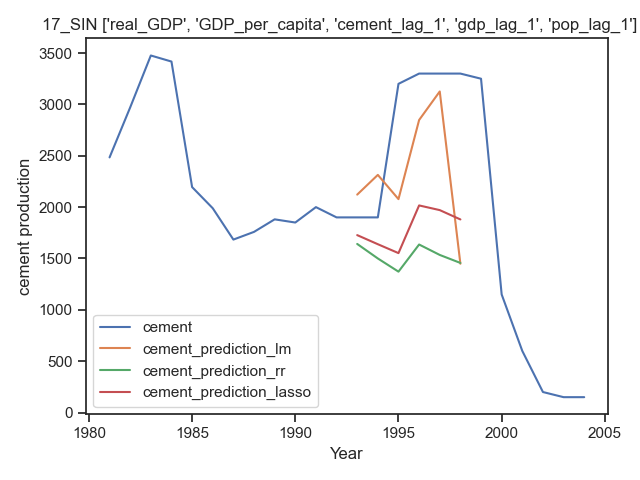 17_SIN ['real_GDP', 'GDP_per_capita', 'cement_lag_1', 'gdp_lag_1', 'pop_lag_1']
3500
3000
2500
2000
1500
1000
500
0
cement production
cement
cement_prediction_lm
cement_prediction_rr
cement_prediction_lasso
1980 1985 1990 1995 2000 2005
Year